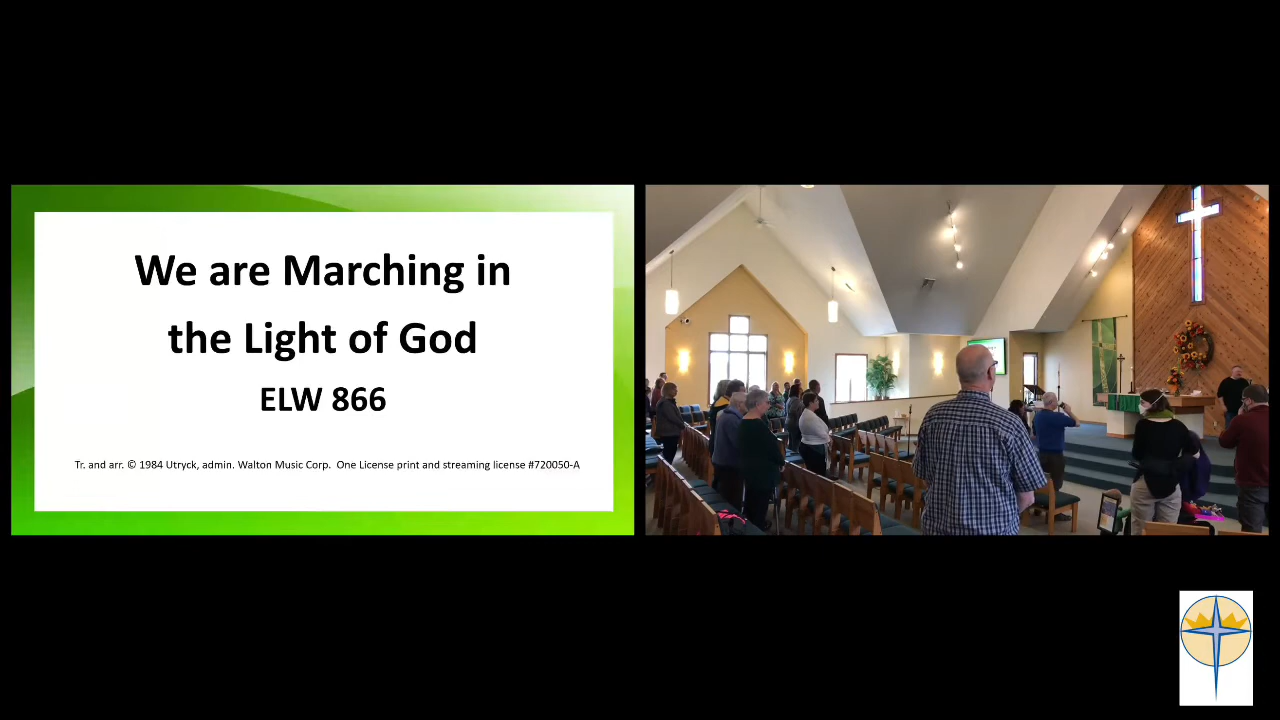 We are Marching in
the Light of God
ELW 866
Tr. and arr. © 1984 Utryck, admin. Walton Music Corp.  One License print and streaming license #720050-A